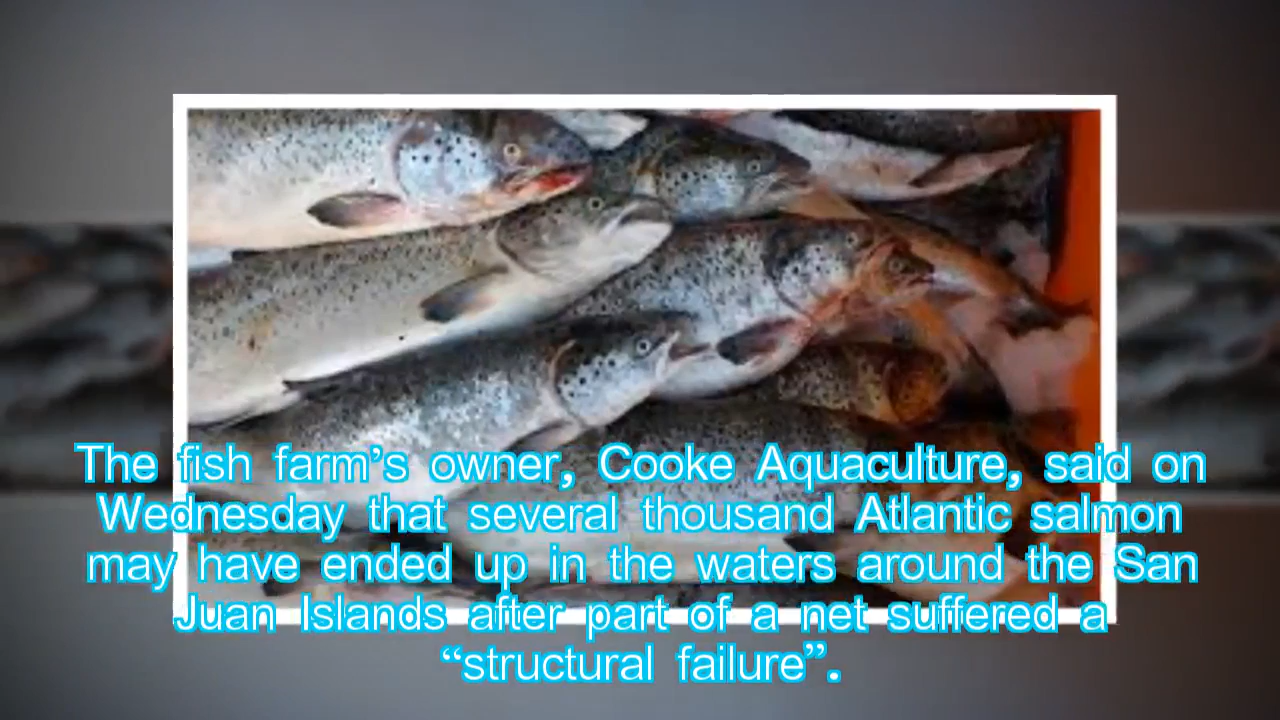 The fish farm’s owner, Cooke Aquaculture, said on
Wednesday that several thousand Atlantic salmon
may have ended up in the waters around the San
Juan Islands after part of a net suffered a
“structural failure”.